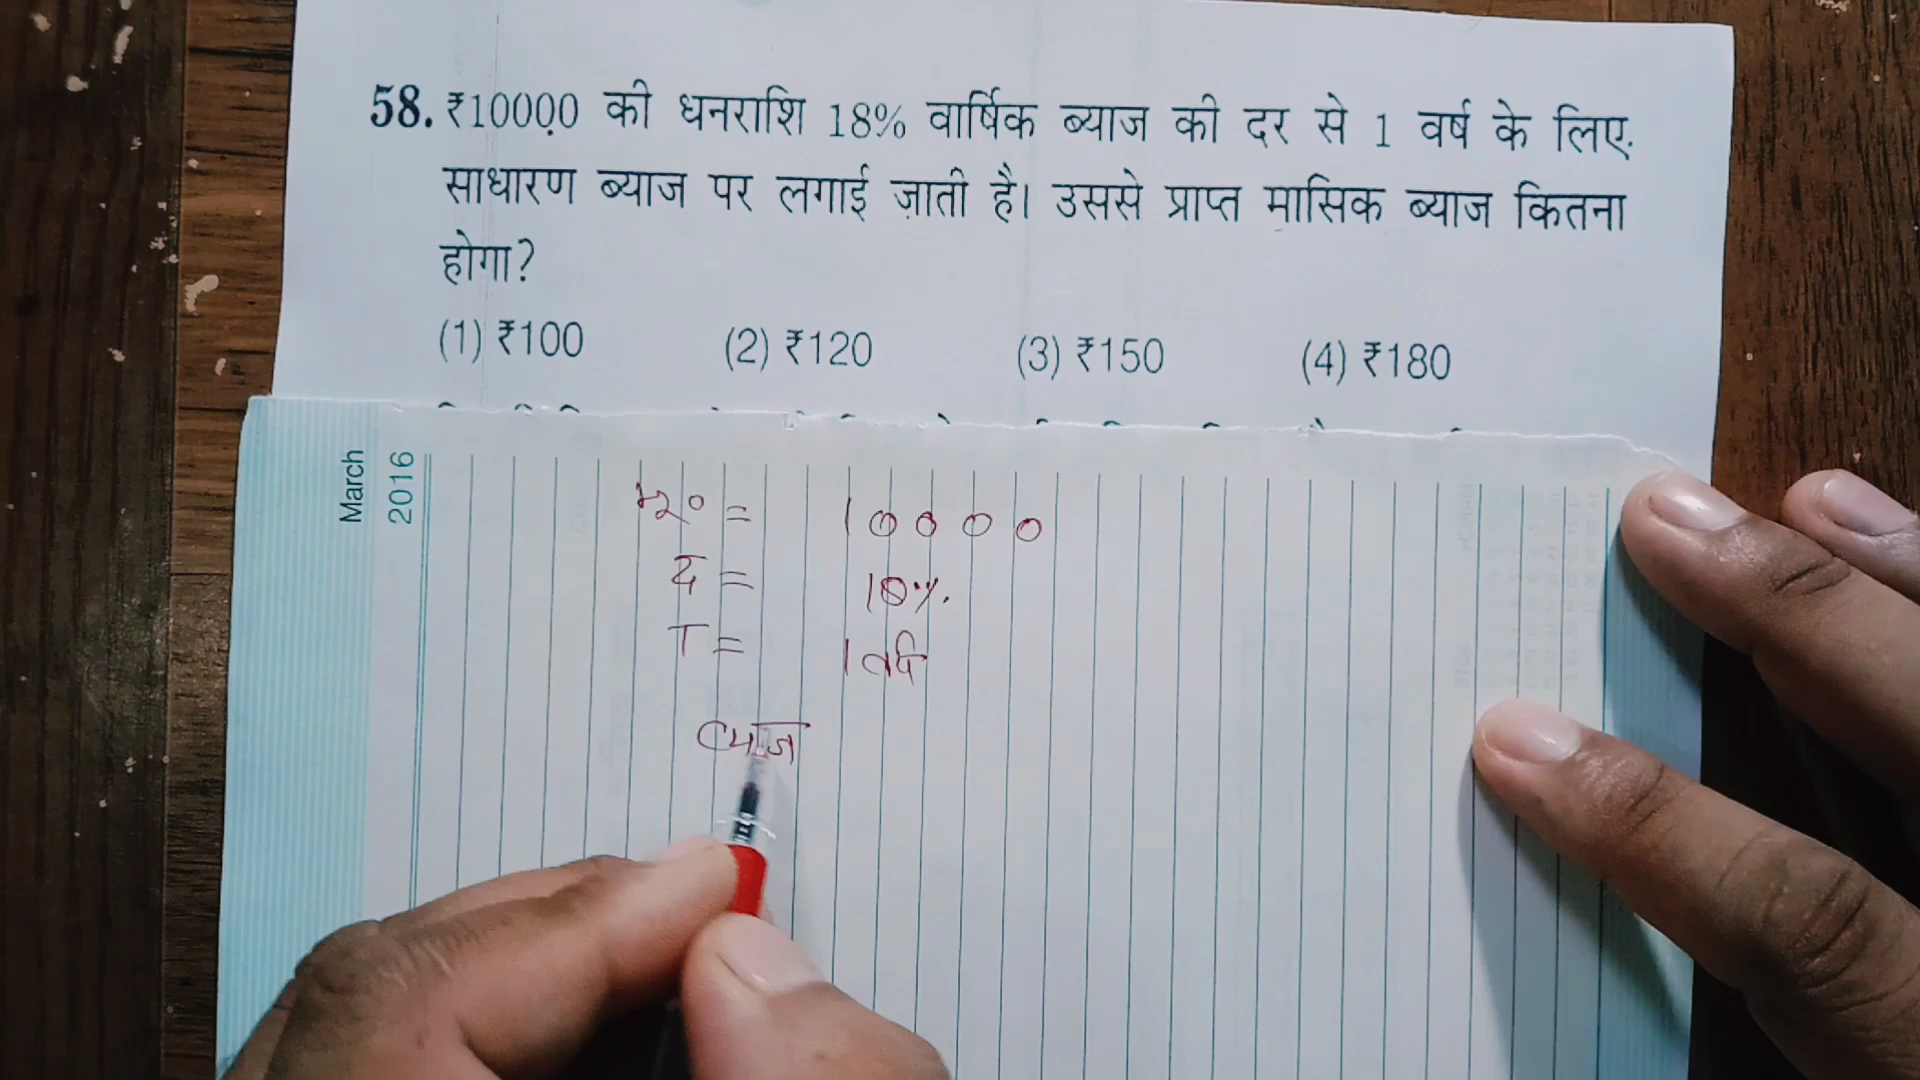 58. ₹10000 की धनराशि 18% वार्षिक ब्याज की दर से 1 वर्ष के लिए
साधारण ब्याज पर लगाई जाती है। उससे प्राप्त मासिक ब्याज कितना
होगा?
(1) ₹100 (2) ₹120 (3) ₹150 (4) ₹180
March
2016
मू० = 10000
द = 18%
T = 1 वर्ष
ब्याज